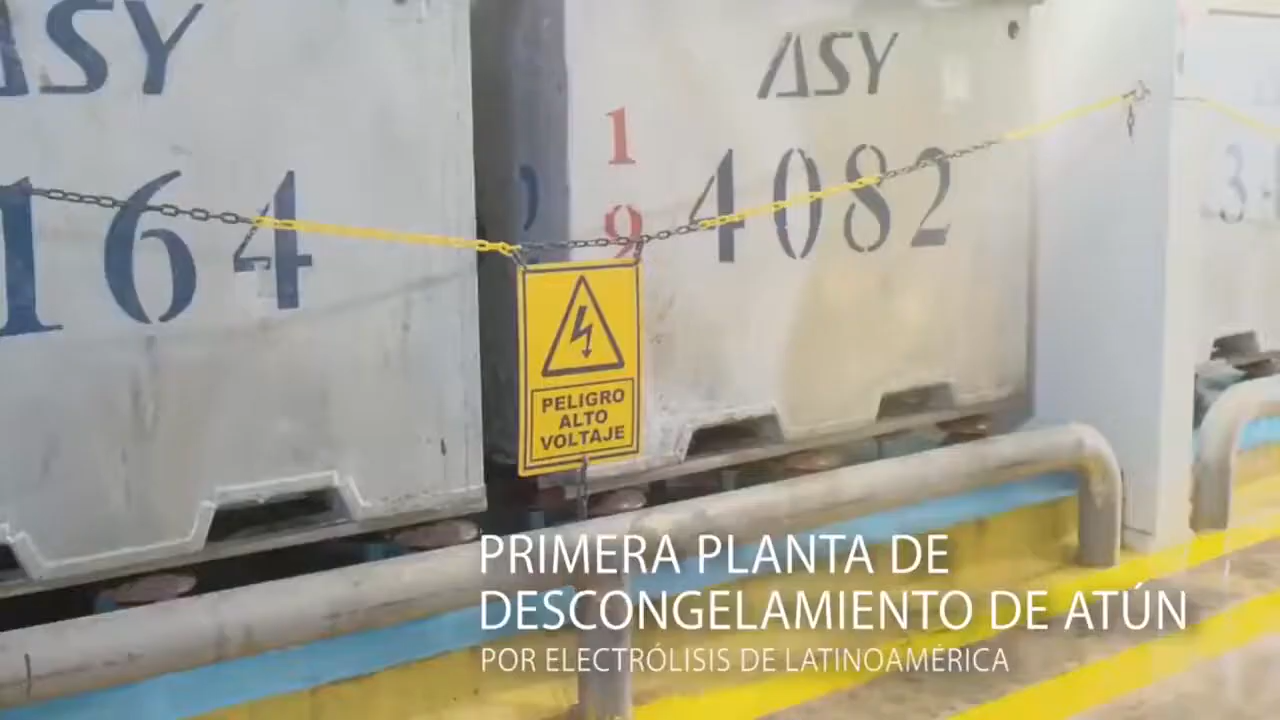 ASY
164
ASY
1
9
4082
3
PELIGRO
ALTO
VOLTAJE
PRIMERA PLANTA DE
DESCONGELAMIENTO DE ATÚN
POR ELECTRÓLISIS DE LATINOAMÉRICA